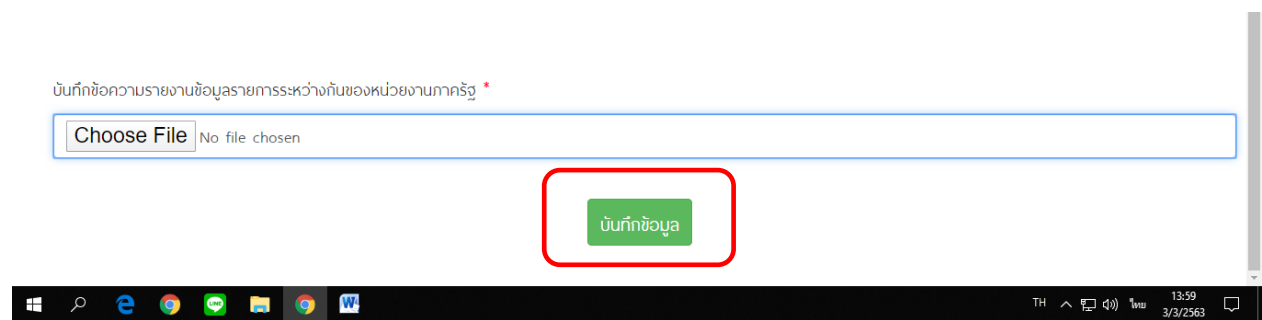 บันทึกข้อความรายงานข้อมูลรายการระหว่างกันของหน่วยงานภาครัฐ *
Choose File No file chosen
บันทึกข้อมูล
TH ไทย 13:59
3/3/2563